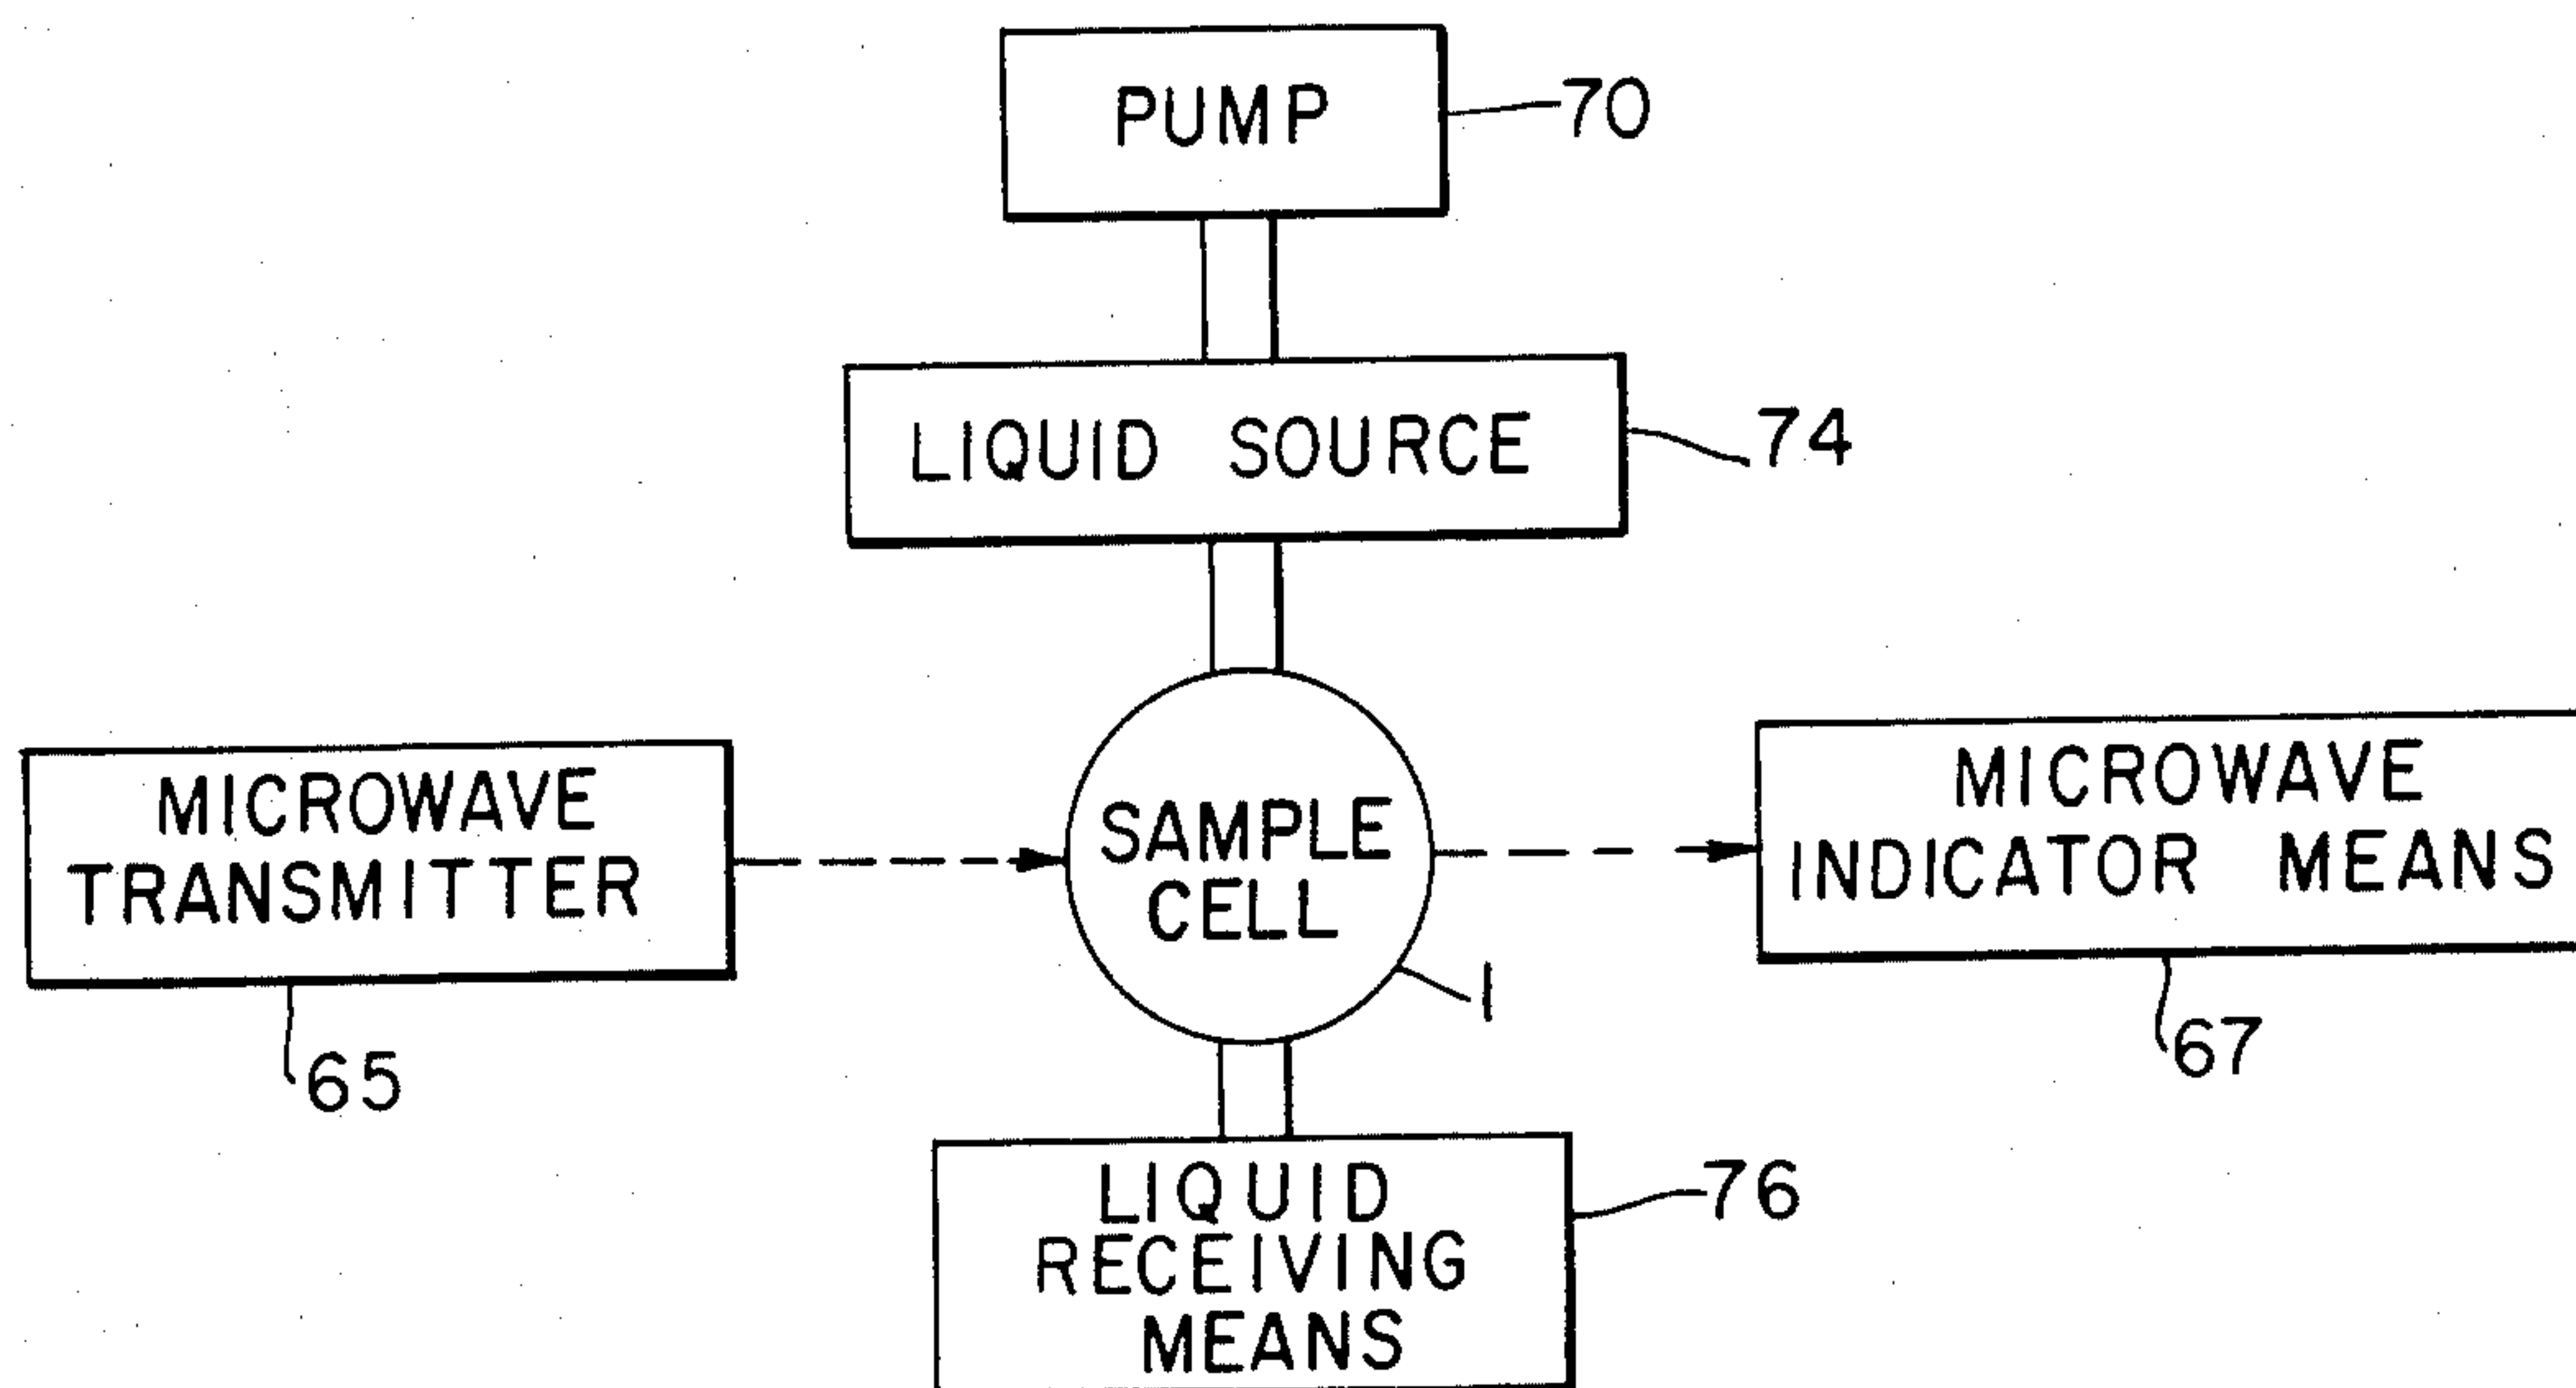 PUMP
70
LIQUID SOURCE
74
MICROWAVE
TRANSMITTER
65
SAMPLE
CELL
1
MICROWAVE
INDICATOR MEANS
67
LIQUID
RECEIVING
MEANS
76